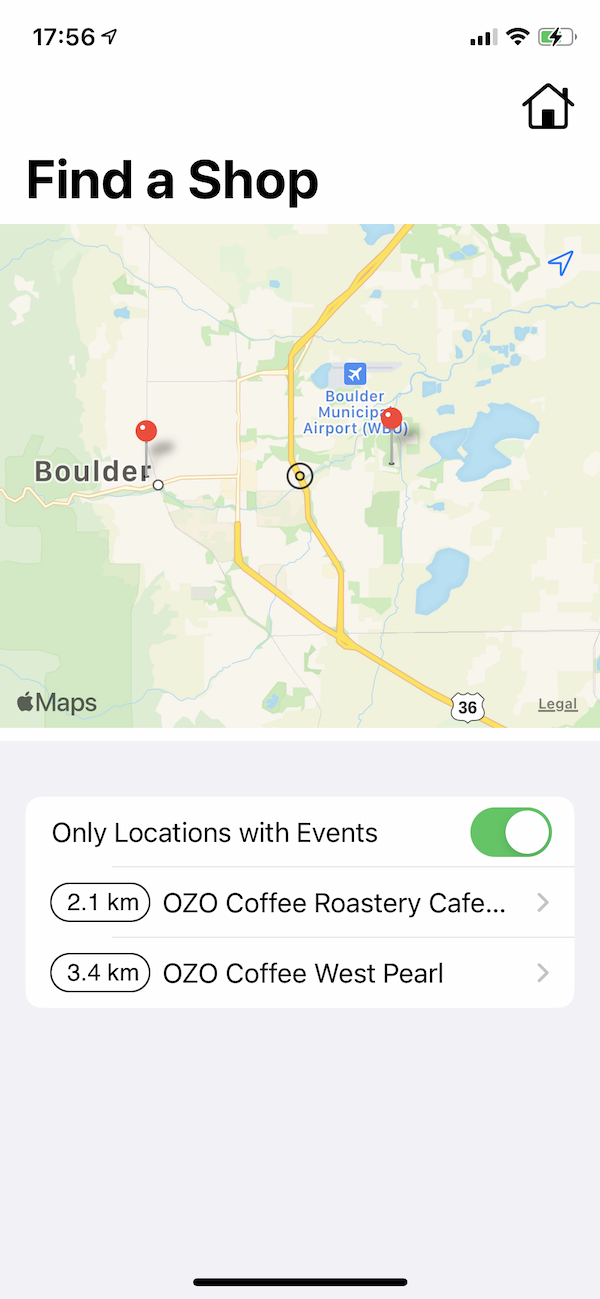 17:56
Find a Shop
Boulder
Municipal
Airport (WBU)
Boulder
Maps
36
Legal
Only Locations with Events
2.1 km OZO Coffee Roastery Cafe...
3.4 km OZO Coffee West Pearl